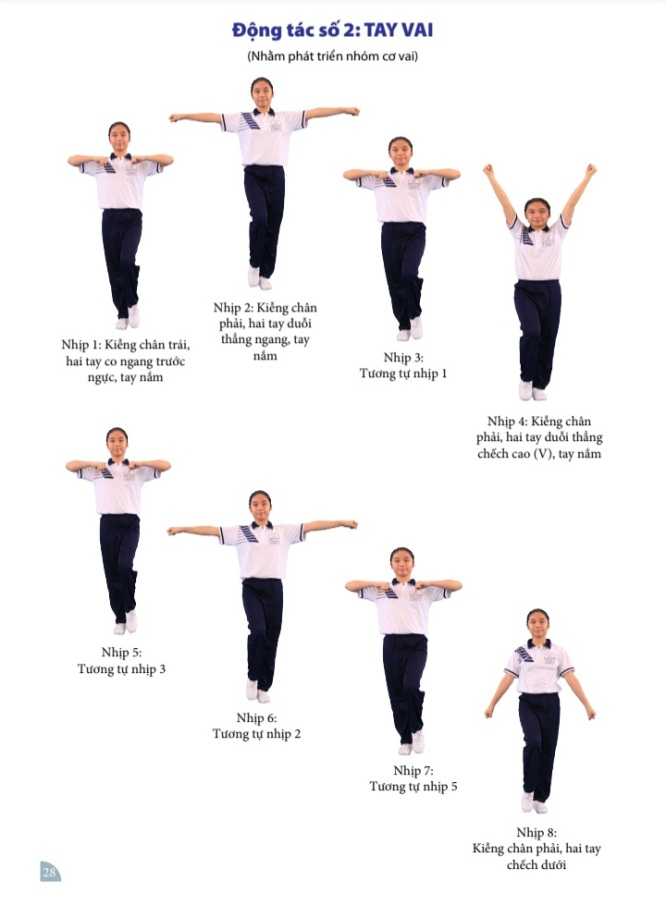 Động tác số 2: TAY VAI
(Nhằm phát triển nhóm cơ vai)
Nhịp 1: Kiễng chân trái,
hai tay co ngang trước
ngực, tay nắm
Nhịp 2: Kiễng chân
phải, hai tay duỗi
thẳng ngang, tay
nắm
Nhịp 3:
Tương tự nhịp 1
Nhịp 4: Kiễng chân
phải, hai tay duỗi thẳng
chếch cao (V), tay nắm
Nhịp 5:
Tương tự nhịp 3
Nhịp 6:
Tương tự nhịp 2
Nhịp 7:
Tương tự nhịp 5
Nhịp 8:
Kiễng chân phải, hai tay
chếch dưới
28